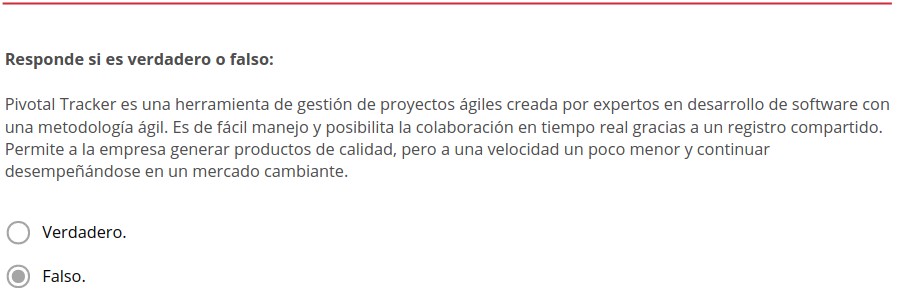 Responde si es verdadero o falso:
Pivotal Tracker es una herramienta de gestión de proyectos ágiles creada por expertos en desarrollo de software con
una metodología ágil. Es de fácil manejo y posibilita la colaboración en tiempo real gracias a un registro compartido.
Permite a la empresa generar productos de calidad, pero a una velocidad un poco menor y continuar
desempeñándose en un mercado cambiante.
Verdadero.
Falso.